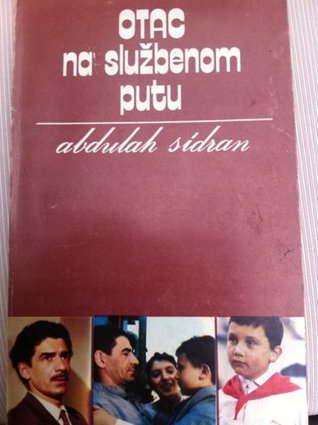 OTAC
na službenom
putu
abdulah sidran